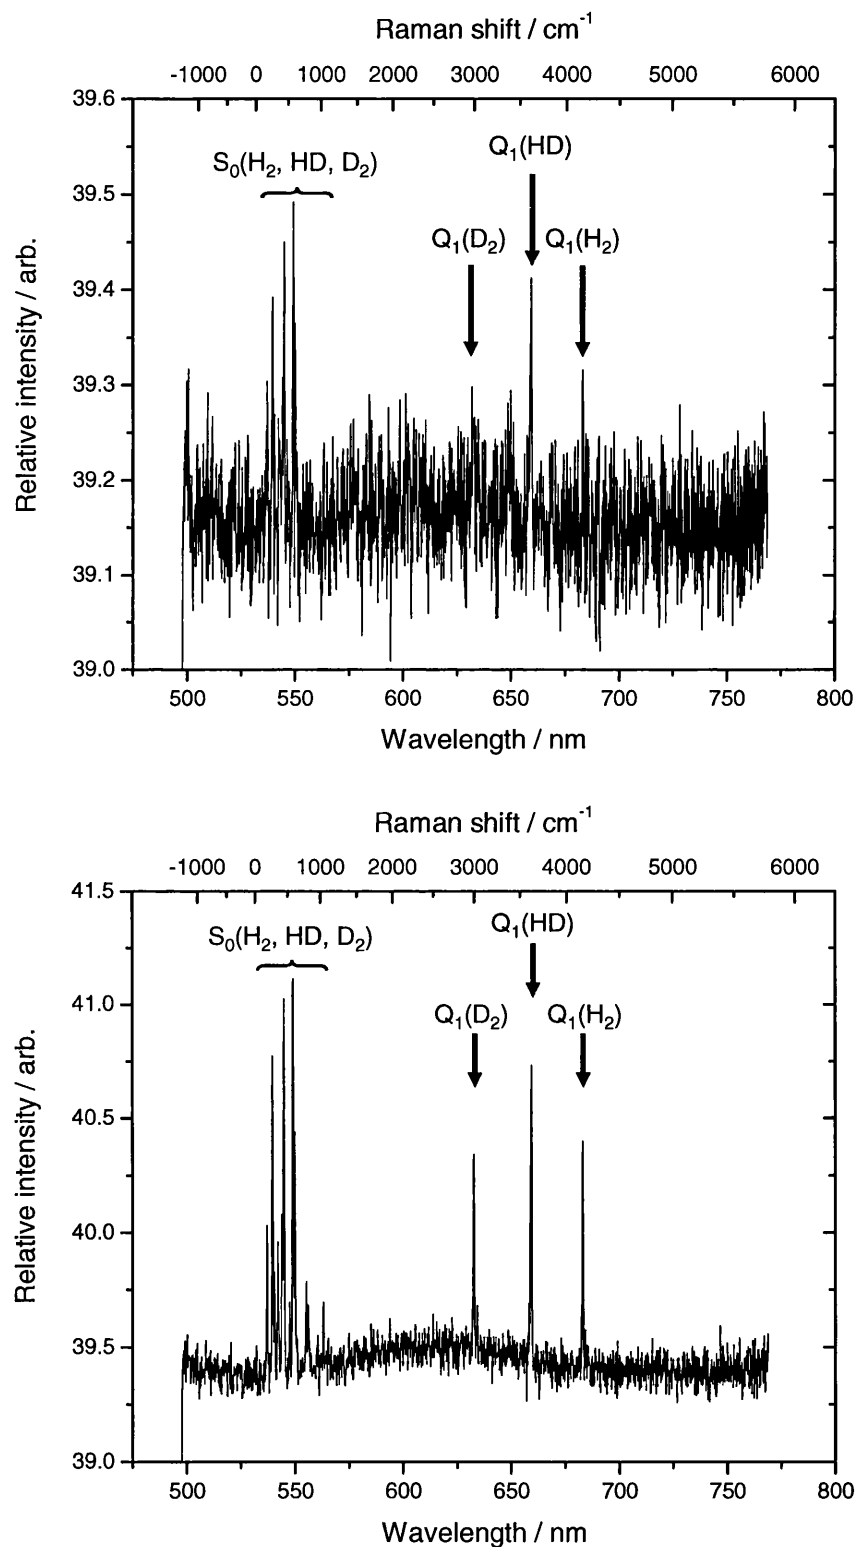 Raman shift / cm⁻¹
-1000 0 1000 2000 3000 4000 5000 6000
39.6
39.5
39.4
39.3
39.2
39.1
39.0
Relative intensity / arb.
S₀(H₂, HD, D₂)
Q₁(HD)
Q₁(D₂)
Q₁(H₂)
500 550 600 650 700 750 800
Wavelength / nm
Raman shift / cm⁻¹
-1000 0 1000 2000 3000 4000 5000 6000
41.5
41.0
40.5
40.0
39.5
39.0
Relative intensity / arb.
S₀(H₂, HD, D₂)
Q₁(HD)
Q₁(D₂)
Q₁(H₂)
500 550 600 650 700 750 800
Wavelength / nm